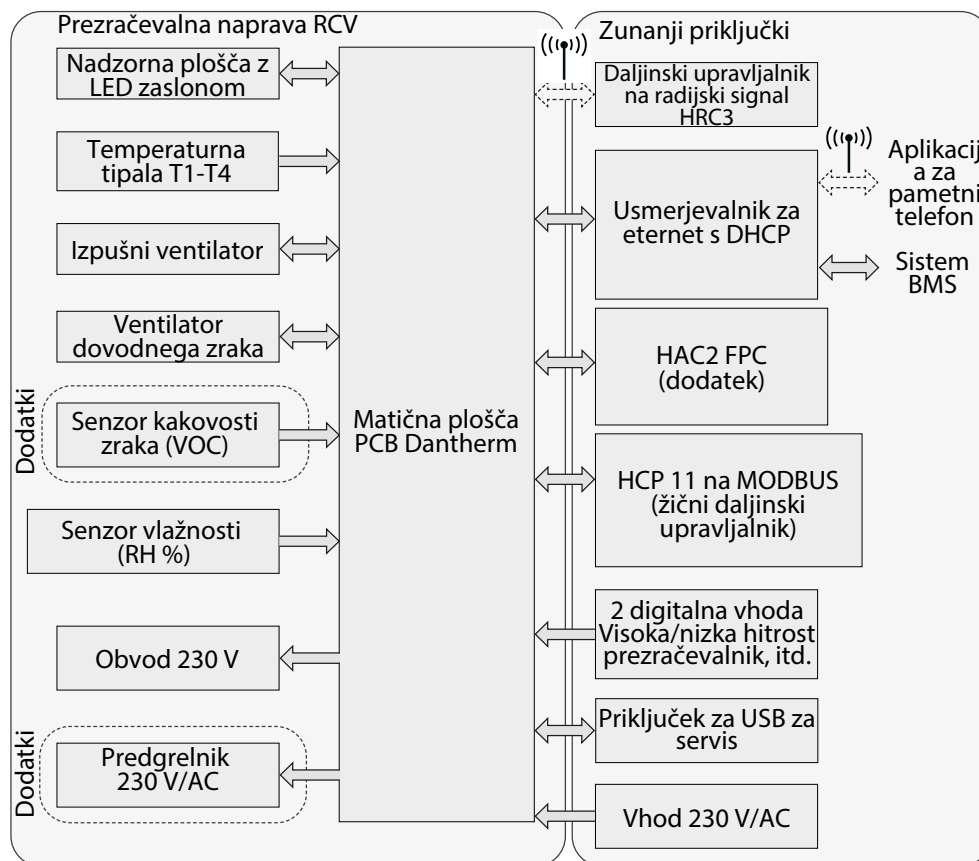 Prezračevalna naprava RCV
Nadzorna plošča z
LED zaslonom
Temperaturna
tipala T1-T4
Izpušni ventilator
Ventilator
dovodnega zraka
Dodatki
Senzor kakovosti
zraka (VOC)
Senzor vlažnosti
(RH %)
Obvod 230 V
Dodatki
Predgrelnik
230 V/AC
Matična plošča
PCB Dantherm
Zunanji priključki
Daljinski upravljalnik
na radijski signal
HRC3
Usmerjevalnik za
eternet s DHCP
Aplikacij
a za
pametni
telefon
Sistem
BMS
HAC2 FPC
(dodatek)
HCP 11 na MODBUS
(žični daljinski
upravljalnik)
2 digitalna vhoda
Visoka/nizka hitrost
prezračevalnik, itd.
Priključek za USB za
servis
Vhod 230 V/AC